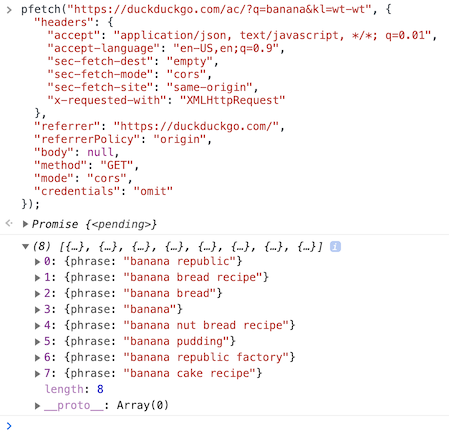 > pfetch("https://duckduckgo.com/ac/?q=banana&kl=wt-wt", {
"headers": {
"accept": "application/json, text/javascript, */*; q=0.01",
"accept-language": "en-US,en;q=0.9",
"sec-fetch-dest": "empty",
"sec-fetch-mode": "cors",
"sec-fetch-site": "same-origin",
"x-requested-with": "XMLHttpRequest"
},
"referrer": "https://duckduckgo.com/",
"referrerPolicy": "origin",
"body": null,
"method": "GET",
"mode": "cors",
"credentials": "omit"
});
Promise {<pending>}
(8) [{…}, {…}, {…}, {…}, {…}, {…}, {…}, {…}] i
0: {phrase: "banana republic"}
1: {phrase: "banana bread recipe"}
2: {phrase: "banana bread"}
3: {phrase: "banana"}
4: {phrase: "banana nut bread recipe"}
5: {phrase: "banana pudding"}
6: {phrase: "banana republic factory"}
7: {phrase: "banana cake recipe"}
length: 8
__proto__: Array(0)
>